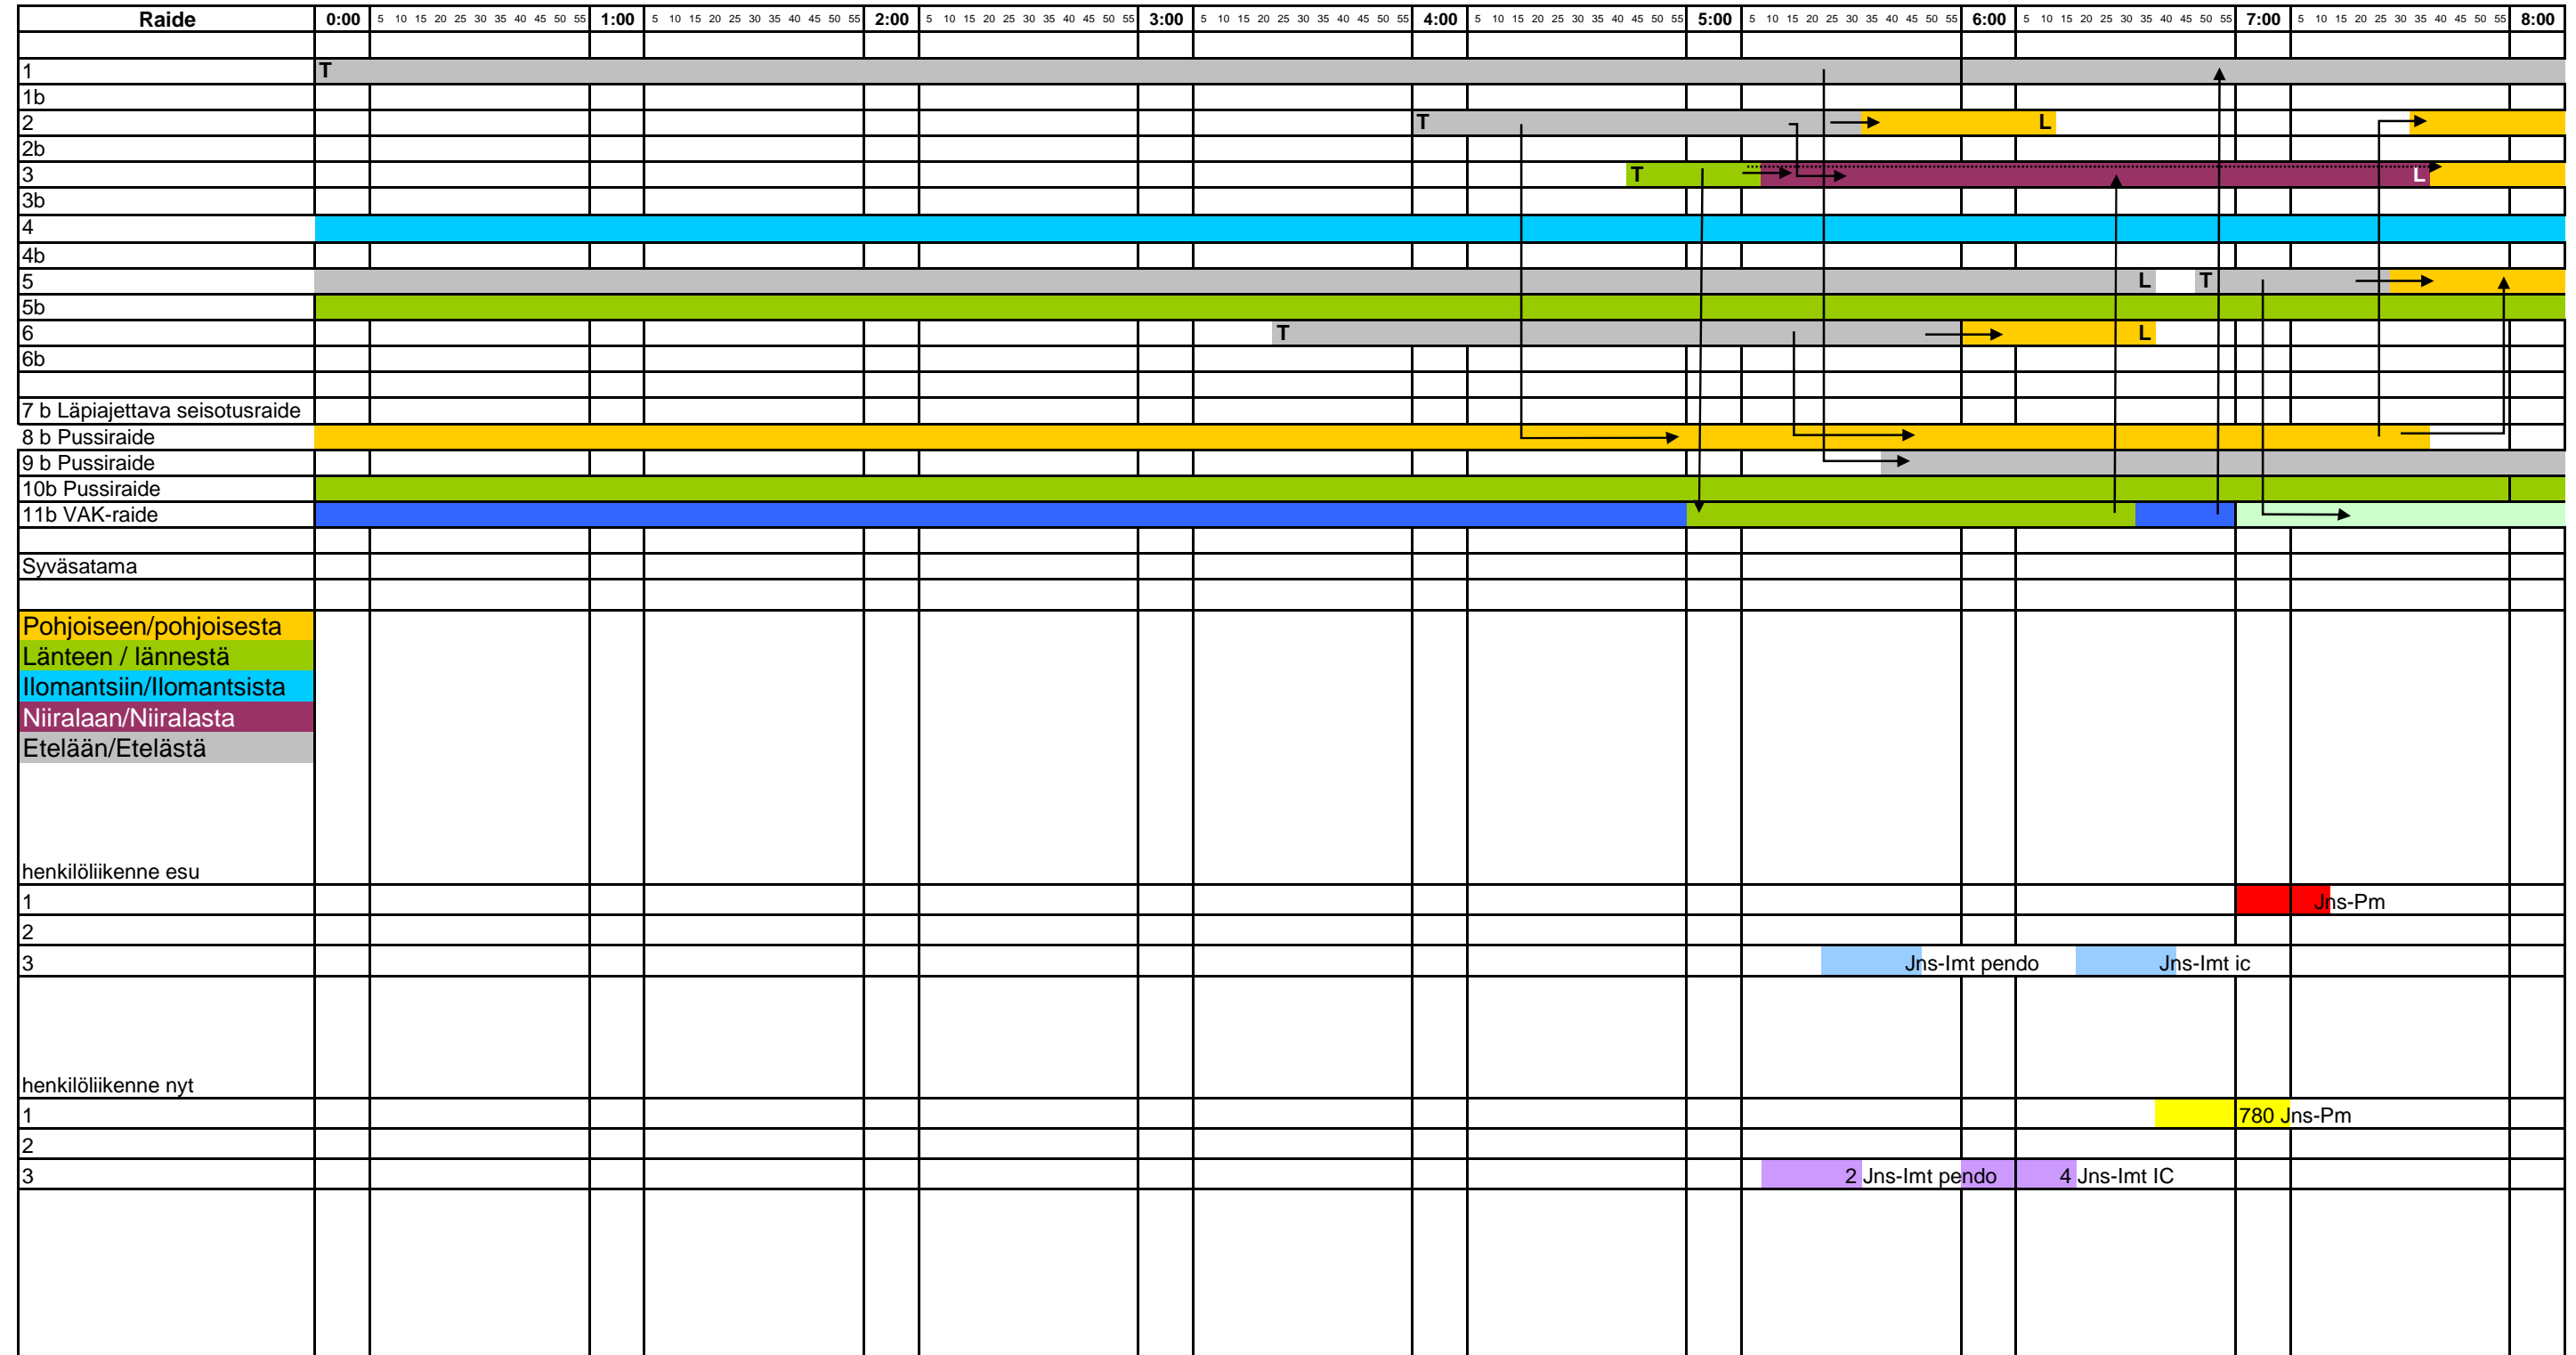 Raide 0:00 5 10 15 20 25 30 35 40 45 50 55 1:00 5 10 15 20 25 30 35 40 45 50 55 2:00 5 10 15 20 25 30 35 40 45 50 55 3:00 5 10 15 20 25 30 35 40 45 50 55 4:00 5 10 15 20 25 30 35 40 45 50 55 5:00 5 10 15 20 25 30 35 40 45 50 55 6:00 5 10 15 20 25 30 35 40 45 50 55 7:00 5 10 15 20 25 30 35 40 45 50 55 8:00
1 T
1b
2 T L
2b
3 T L
3b
4
4b
5 L T
5b
6 T L
6b
7 b Läpiajettava seisotusraide
8 b Pussiraide
9 b Pussiraide
10b Pussiraide
11b VAK-raide
Syväsatama
Pohjoiseen/pohjoisesta
Länteen / lännestä
Ilomantsiin/Ilomantsista
Niiralaan/Niiralasta
Etelään/Etelästä
henkilöliikenne esu
1 Jns-Pm
2
3 Jns-Imt pendo Jns-Imt ic
henkilöliikenne nyt
1 780 Jns-Pm
2
3 2 Jns-Imt pendo 4 Jns-Imt IC